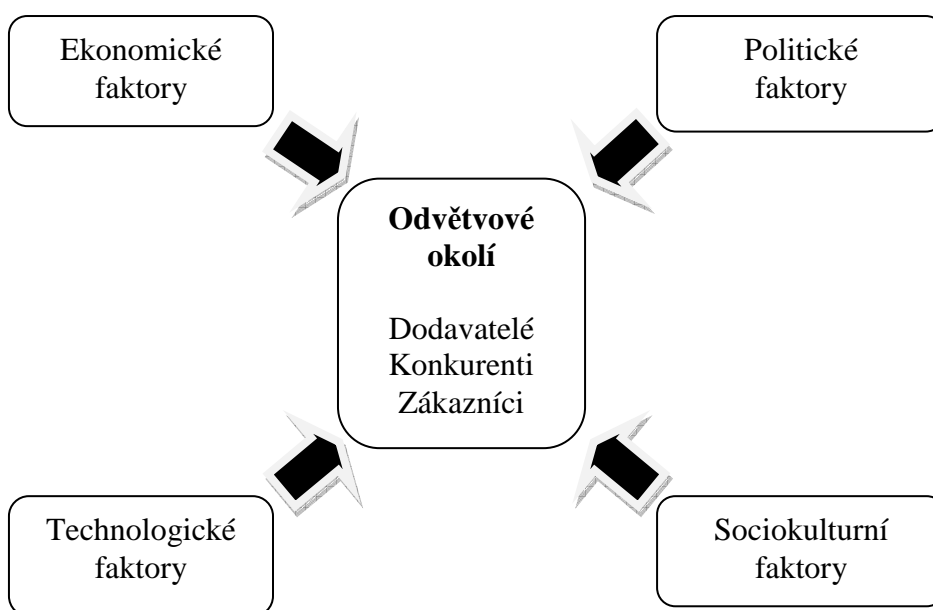 Ekonomické
faktory
Politické
faktory
Odvětvové
okolí
Dodavatelé
Konkurenti
Zákazníci
Technologické
faktory
Sociokulturní
faktory